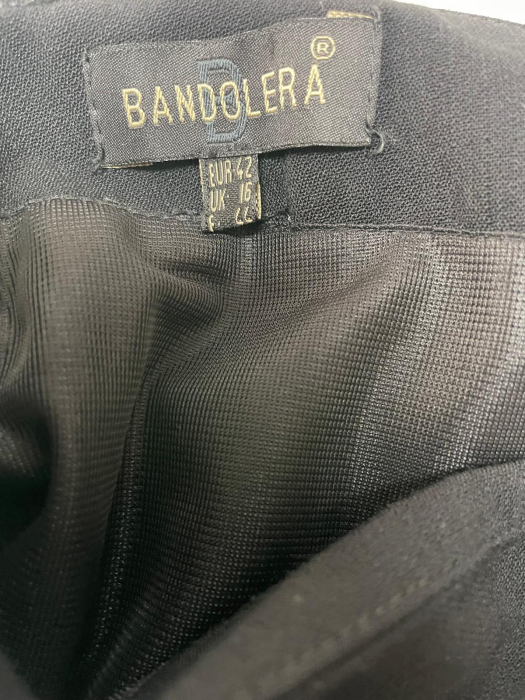 BANDOLERA ®
EUR 42
UK 16
F 44